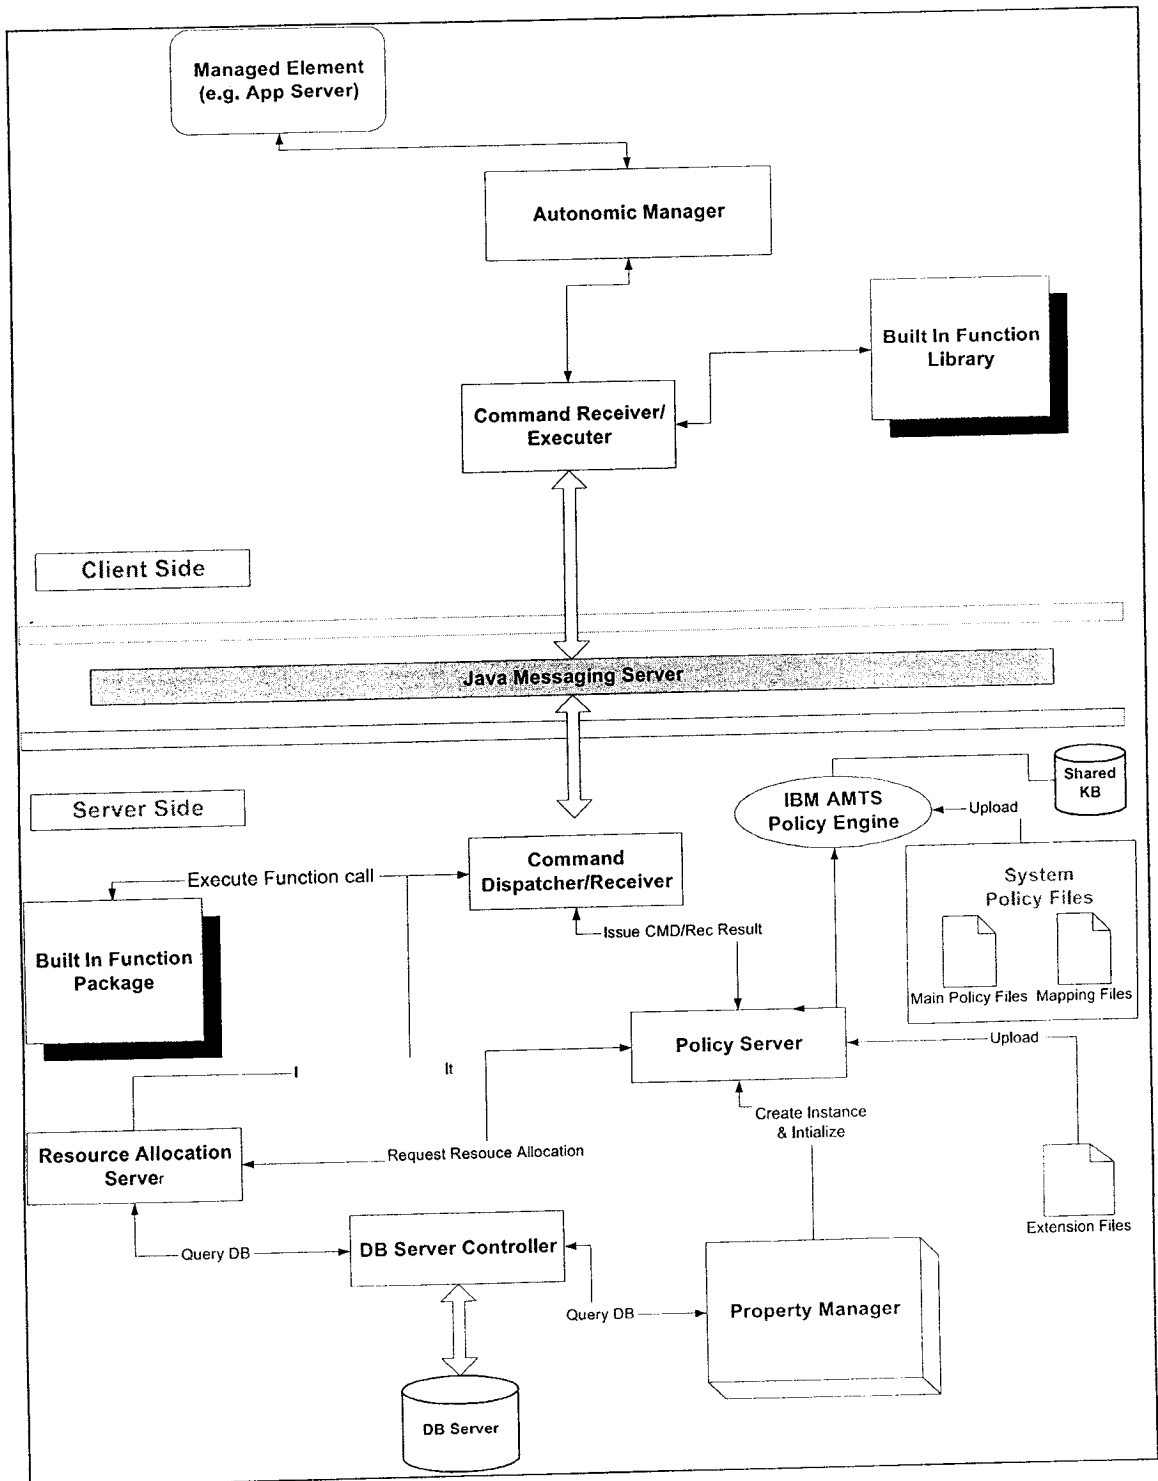 Managed Element
(e.g. App Server)
Autonomic Manager
Built In Function
Library
Command Receiver/
Executer
Client Side
Java Messaging Server
Server Side
IBM AMTS
Policy Engine
Shared
KB
Upload
System
Policy Files
Main Policy Files
Mapping Files
Command
Dispatcher/Receiver
Execute Function call
Issue CMD/Rec Result
Built In Function
Package
Policy Server
Upload
lt
Create Instance
& Intialize
Resource Allocation
Server
Request Resouce Allocation
Extension Files
Query DB
DB Server Controller
Query DB
Property Manager
DB Server